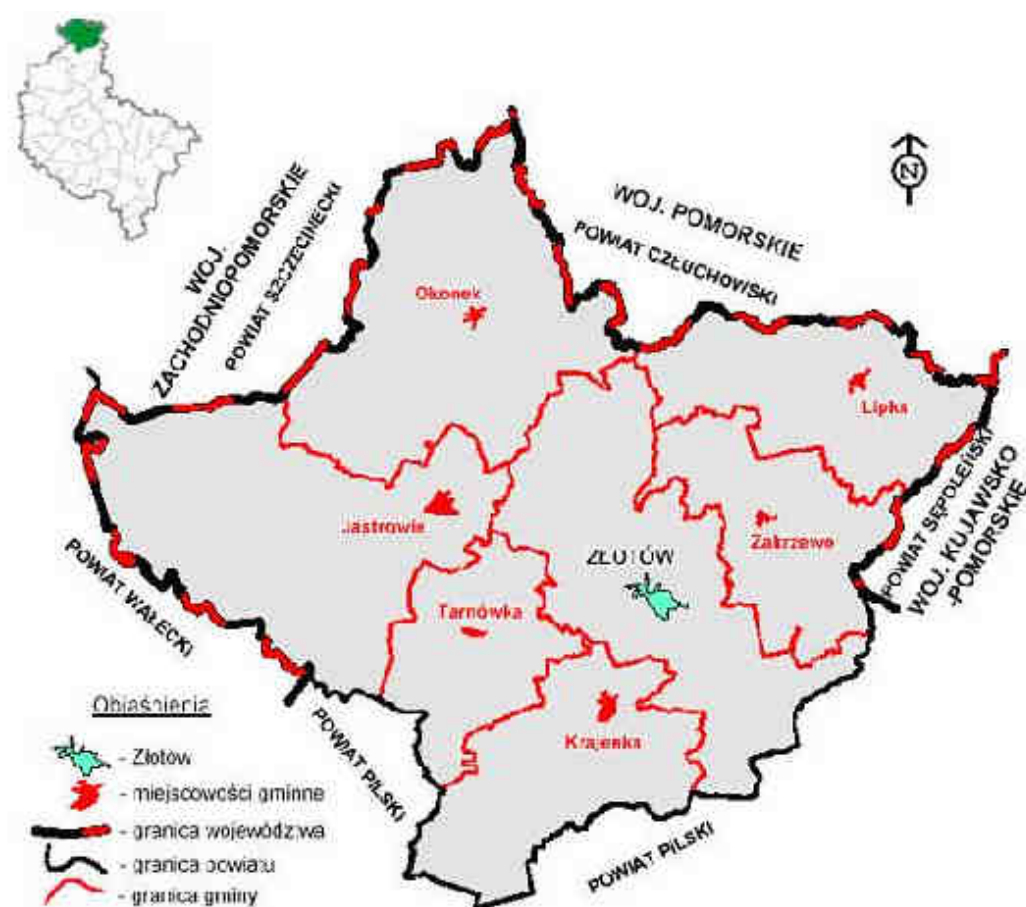 N
WOJ. POMORSKIE
POWIAT CZŁUCHOWSKI
WOJ.
ZACHODNIOPOMORSKIE
POWIAT SZCZECINECKI
Okonek
Lipka
Jastrowie
Zakrzewo
ZŁOTÓW
Tarnówka
Krajenka
POWIAT SĘPOLEŃSKI
WOJ. KUJAWSKO
-POMORSKIE
POWIAT WAŁECKI
POWIAT PILSKI
POWIAT PILSKI
Objaśnienia
- Złotów
- miejscowości gminne
- granica województwa
- granica powiatu
- granica gminy